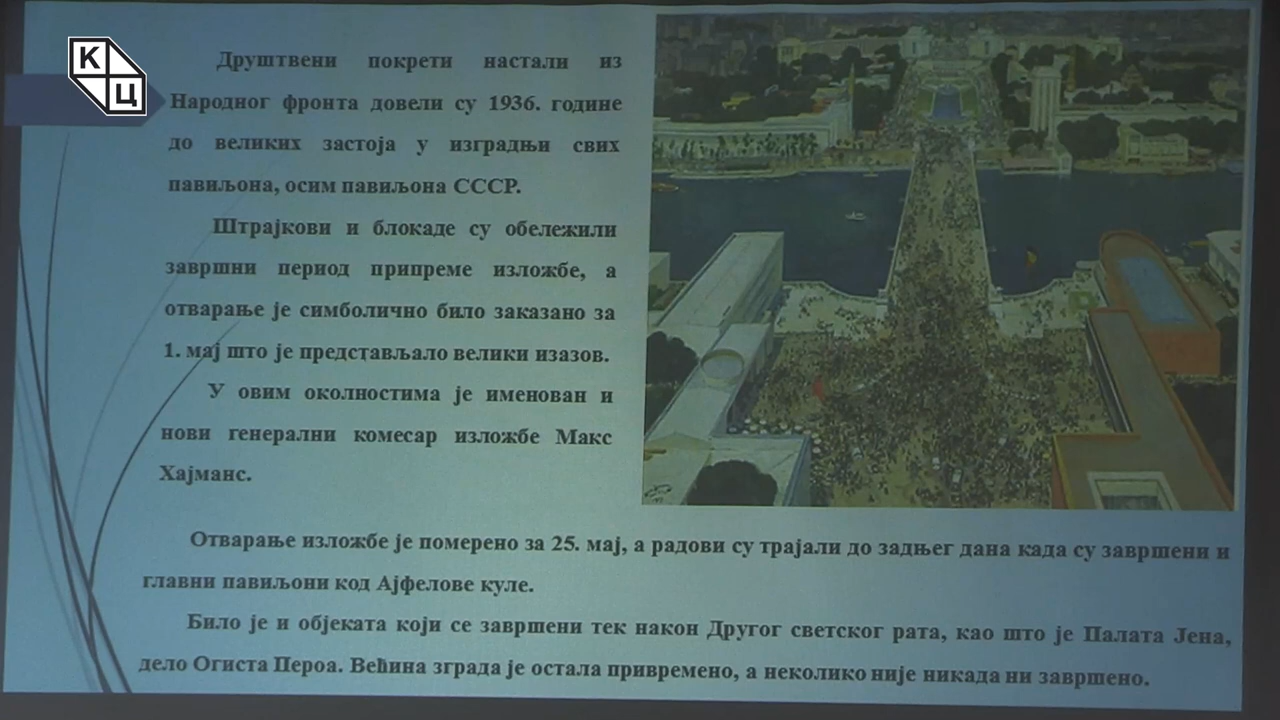 К
Ц
Друштвени покрети настали из
Народног фронта довели су 1936. године
до великих застоја у изградњи свих
павиљона, осим павиљона СССР.
Штрајкови и блокаде су обележили
завршни период припреме изложбе, а
отварање је симболично било заказано за
1. мај што је представљало велики изазов.
У овим околностима је именован и
нови генерални комесар изложбе Макс
Хајманс.
Отварање изложбе је померено за 25. мај, а радови су трајали до задњег дана када су завршени и
главни павиљони код Ајфелове куле.
Било је и објеката који се завршени тек након Другог светског рата, као што је Палата Јена,
дело Огиста Пероа. Већина зграда је остала привремено, а неколико није никада ни завршено.